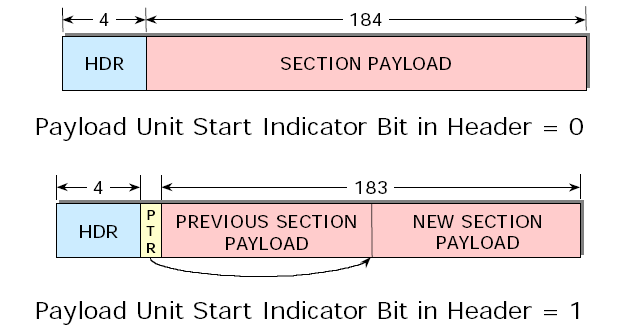 4
184
HDR
SECTION PAYLOAD
Payload Unit Start Indicator Bit in Header = 0
4
183
HDR
PTR
PREVIOUS SECTION
PAYLOAD
NEW SECTION
PAYLOAD
Payload Unit Start Indicator Bit in Header = 1